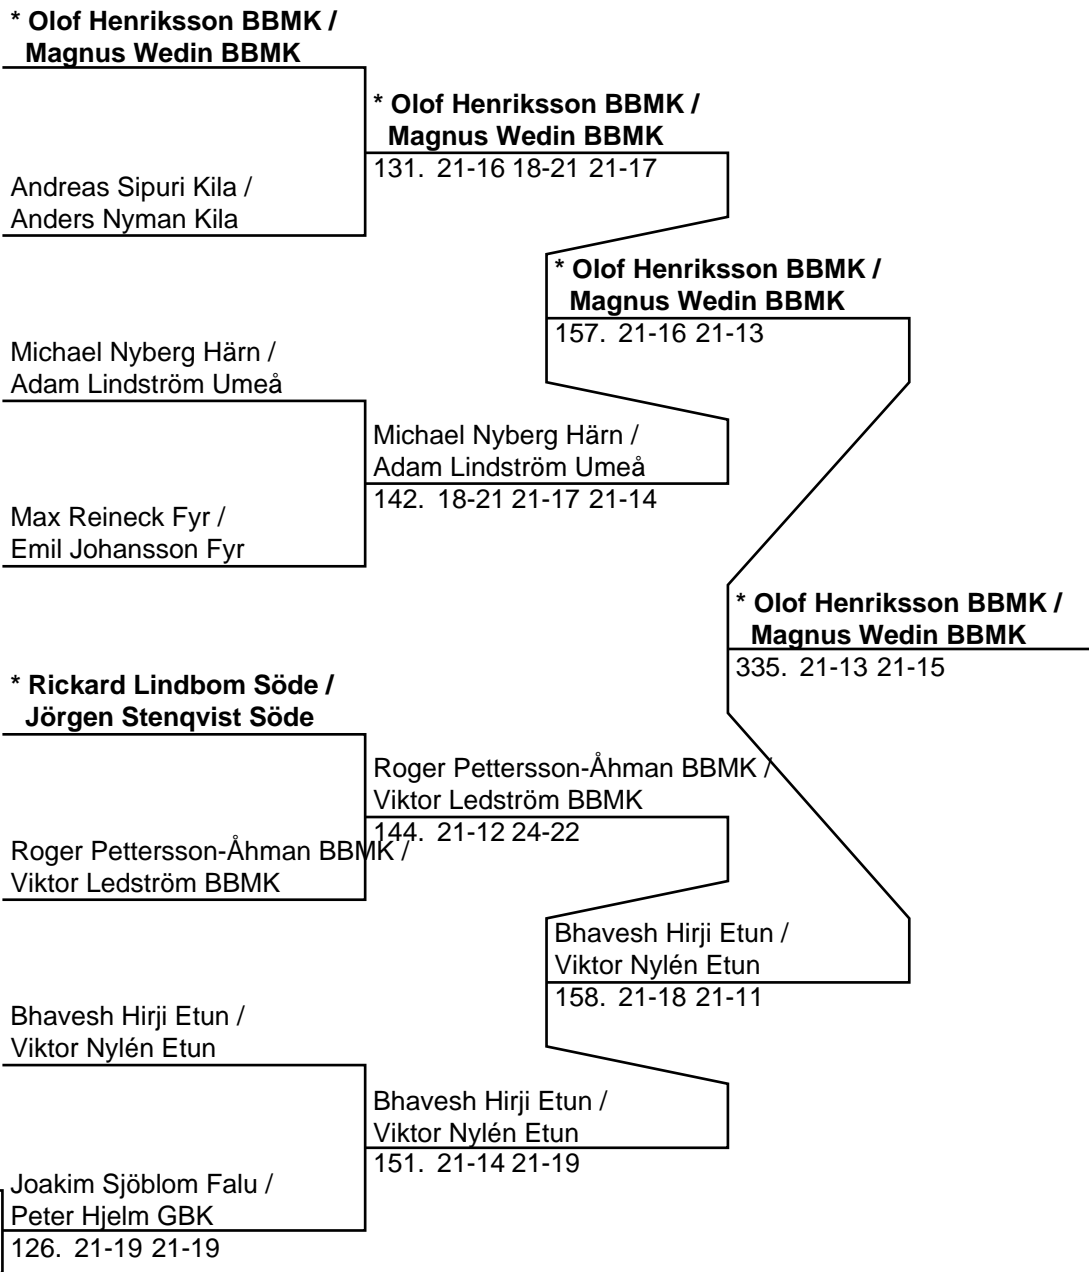 * Olof Henriksson BBMK /
Magnus Wedin BBMK
* Olof Henriksson BBMK /
Magnus Wedin BBMK
131. 21-16 18-21 21-17
Andreas Sipuri Kila /
Anders Nyman Kila
* Olof Henriksson BBMK /
Magnus Wedin BBMK
157. 21-16 21-13
Michael Nyberg Härn /
Adam Lindström Umeå
Michael Nyberg Härn /
Adam Lindström Umeå
142. 18-21 21-17 21-14
Max Reineck Fyr /
Emil Johansson Fyr
* Olof Henriksson BBMK /
Magnus Wedin BBMK
335. 21-13 21-15
* Rickard Lindbom Söde /
Jörgen Stenqvist Söde
Roger Pettersson-Åhman BBMK /
Viktor Ledström BBMK
144. 21-12 24-22
Roger Pettersson-Åhman BBMK /
Viktor Ledström BBMK
Bhavesh Hirji Etun /
Viktor Nylén Etun
158. 21-18 21-11
Bhavesh Hirji Etun /
Viktor Nylén Etun
Bhavesh Hirji Etun /
Viktor Nylén Etun
151. 21-14 21-19
Joakim Sjöblom Falu /
Peter Hjelm GBK
126. 21-19 21-19